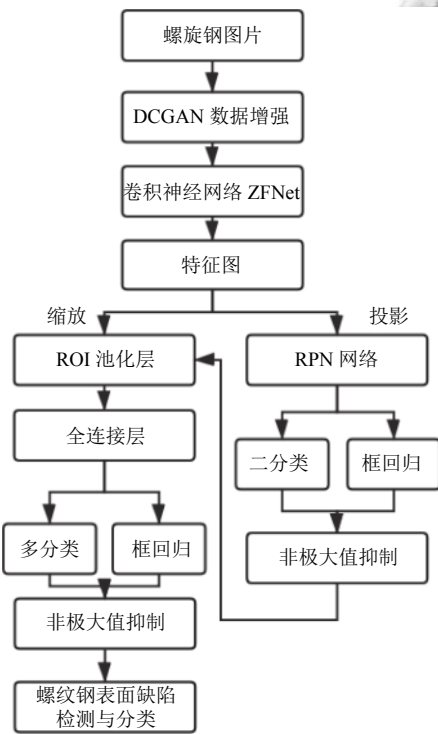 螺旋钢图片
DCGAN 数据增强
卷积神经网络 ZFNet
特征图
缩放
投影
ROI 池化层
RPN 网络
全连接层
二分类
框回归
多分类
框回归
非极大值抑制
非极大值抑制
螺纹钢表面缺陷
检测与分类